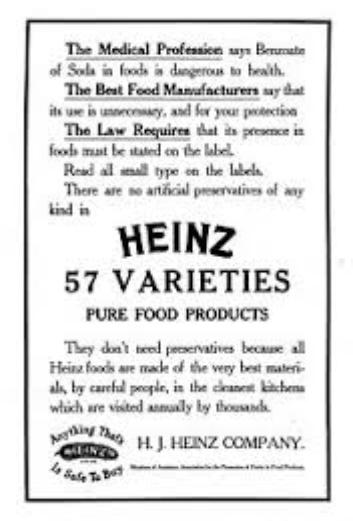 The Medical Profession says Benzoate
of Soda in foods is dangerous to health.
The Best Food Manufacturers say that
its use is unnecessary, and for your protection
The Law Requires that its presence in
foods must be stated on the label.
Read all small type on the labels.
There are no artificial preservatives of any
kind in
HEINZ
57 VARIETIES
PURE FOOD PRODUCTS
They don't need preservatives because all
Heinz foods are made of the very best materi-
als, by careful people, in the cleanest kitchens
which are visited annually by thousands.
Anything That's
HEINZ
Is Safe To Buy
H. J. HEINZ COMPANY.